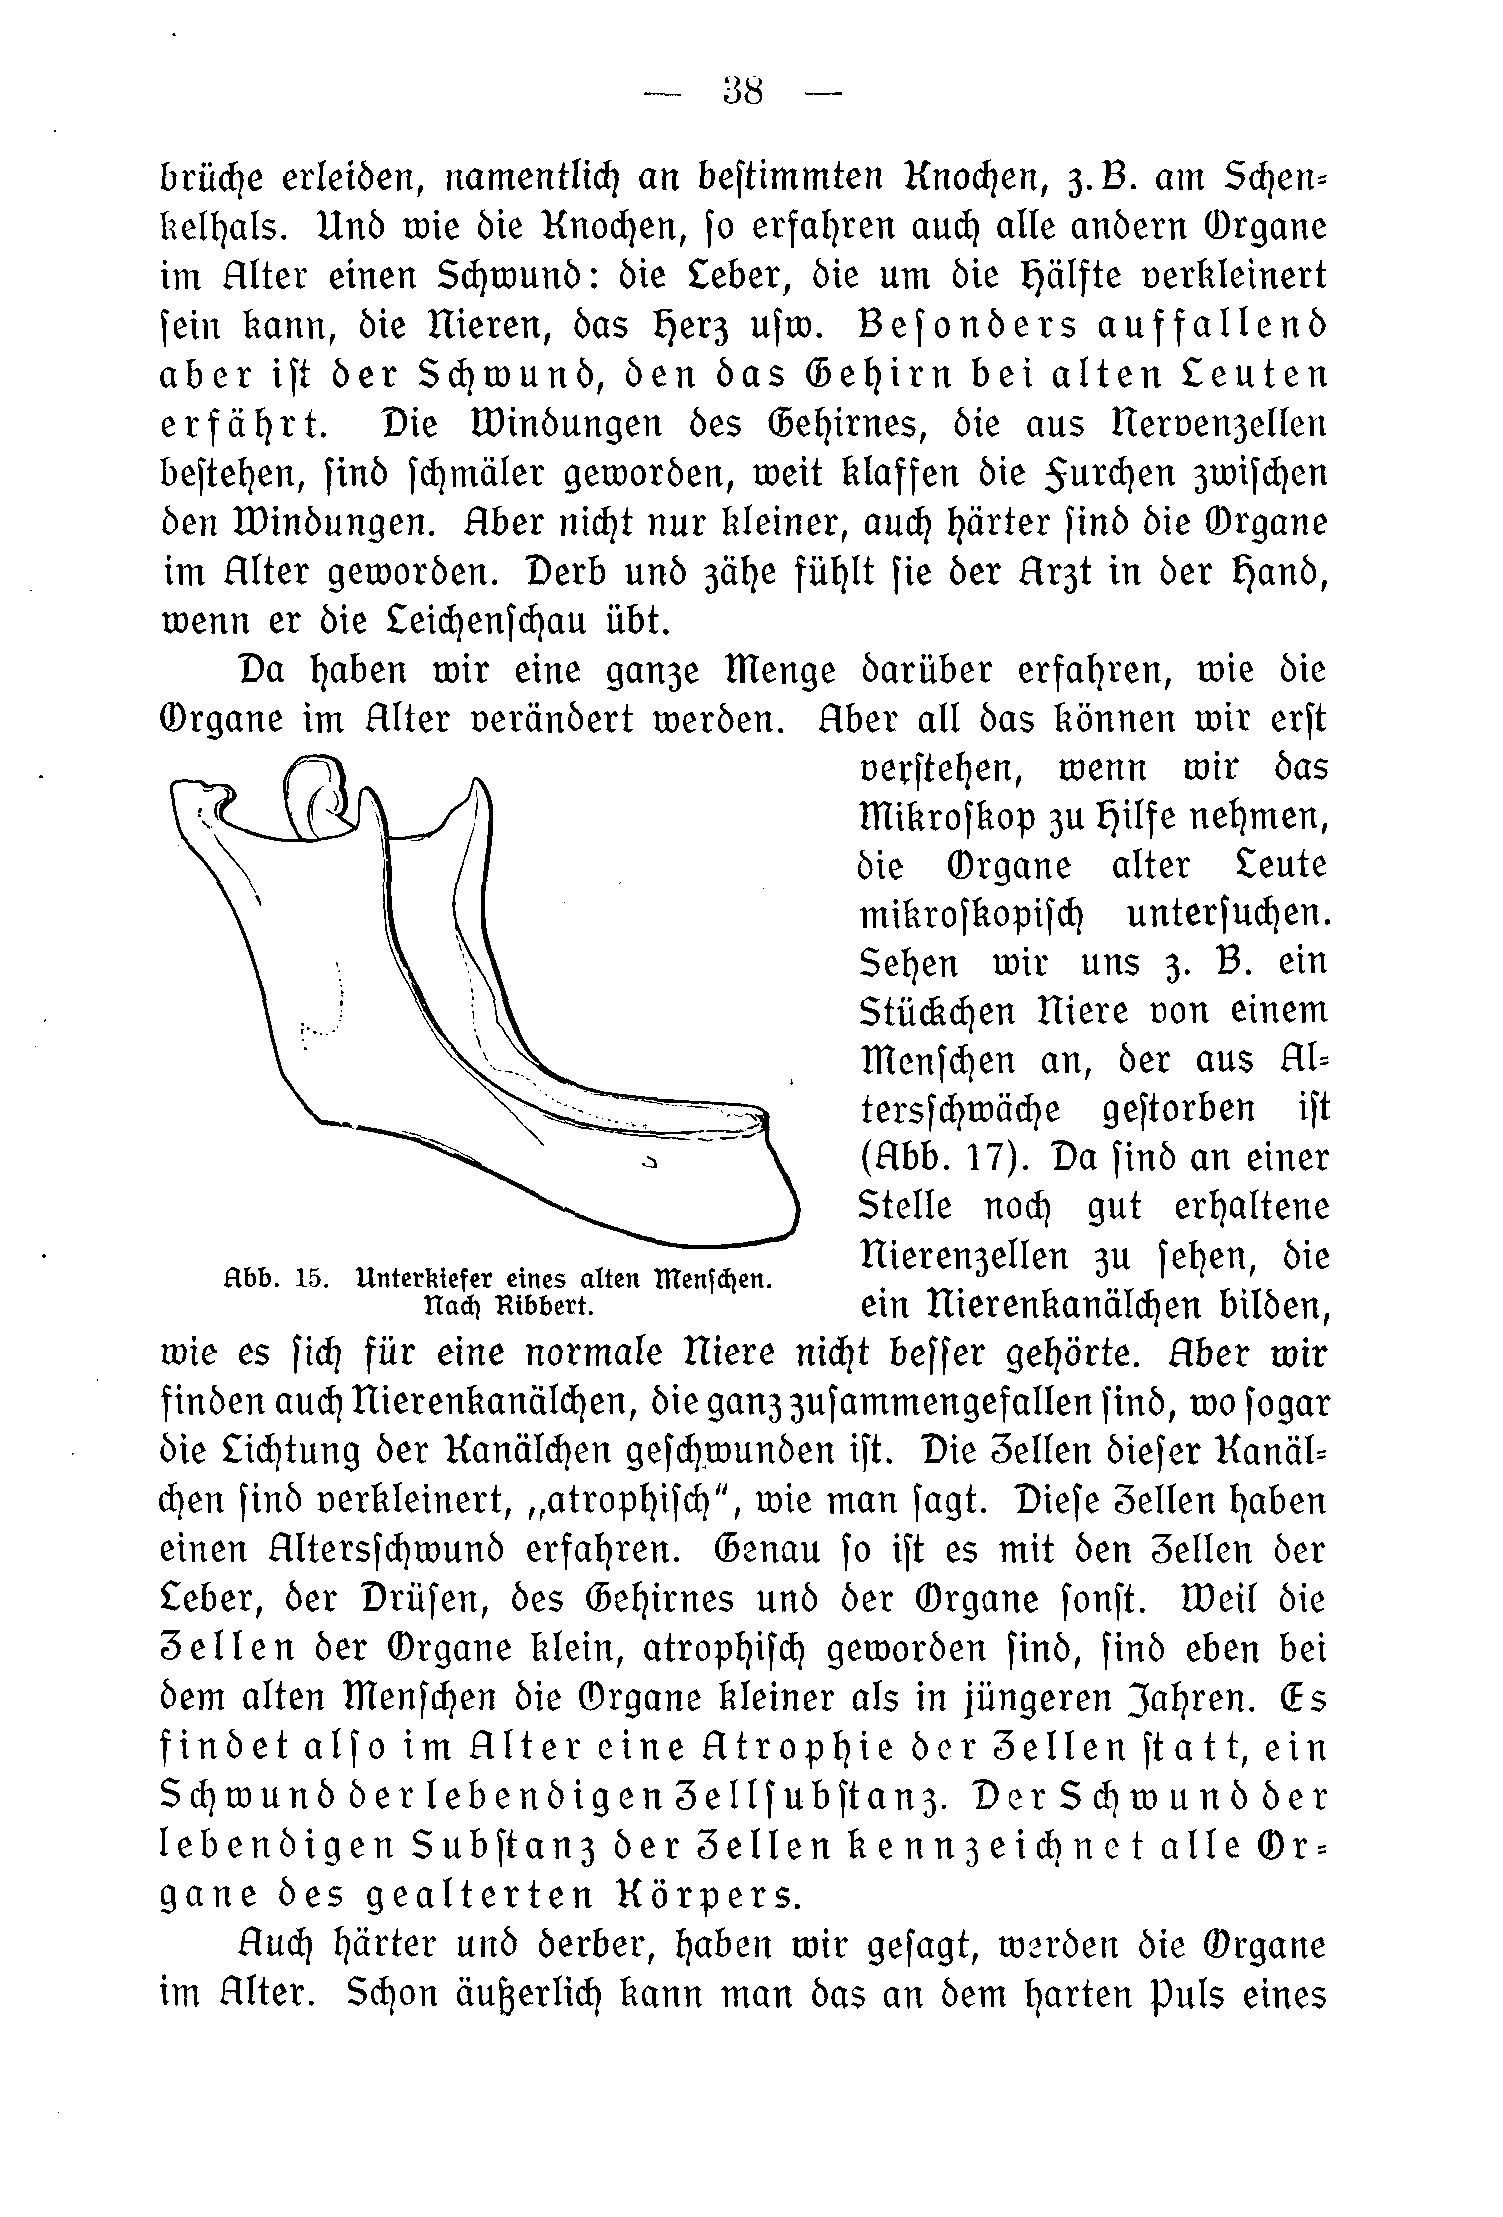 — 38 —
brüche erleiden, namentlich an beſtimmten Knochen, z. B. am Schen⸗
kelhals. Und wie die Knochen, ſo erfahren auch alle andern Organe
im Alter einen Schwund: die Leber, die um die Hälfte verkleinert
ſein kann, die Nieren, das Herz uſw. Beſonders auffallend
aber iſt der Schwund, den das Gehirn bei alten Leuten
erfährt. Die Windungen des Gehirnes, die aus Nervenzellen
beſtehen, ſind ſchmäler geworden, weit klaffen die Furchen zwiſchen
den Windungen. Aber nicht nur kleiner, auch härter ſind die Organe
im Alter geworden. Derb und zähe fühlt ſie der Arzt in der Hand,
wenn er die Leichenſchau übt.
Da haben wir eine ganze Menge darüber erfahren, wie die
Organe im Alter verändert werden. Aber all das können wir erſt
verſtehen, wenn wir das
Mikroſkop zu Hilfe nehmen,
die Organe alter Leute
mikroſkopiſch unterſuchen.
Sehen wir uns z. B. ein
Stückchen Niere von einem
Menſchen an, der aus Al⸗
tersſchwäche geſtorben iſt
(Abb. 17). Da ſind an einer
Stelle noch gut erhaltene
Nierenzellen zu ſehen, die
ein Nierenkanälchen bilden,
Abb. 15. Unterkiefer eines alten Menſchen.
Nach Ribbert.
wie es ſich für eine normale Niere nicht beſſer gehörte. Aber wir
finden auch Nierenkanälchen, die ganz zuſammengefallen ſind, wo ſogar
die Lichtung der Kanälchen geſchwunden iſt. Die Zellen dieſer Kanäl⸗
chen ſind verkleinert, „atrophiſch", wie man ſagt. Dieſe Zellen haben
einen Altersſchwund erfahren. Genau ſo iſt es mit den Zellen der
Leber, der Drüſen, des Gehirnes und der Organe ſonſt. Weil die
Zellen der Organe klein, atrophiſch geworden ſind, ſind eben bei
dem alten Menſchen die Organe kleiner als in jüngeren Jahren. Es
findet alſo im Alter eine Atrophie der Zellen ſtatt, ein
Schwund der lebendigen Zellſubſtanz. Der Schwund der
lebendigen Subſtanz der Zellen kennzeichnet alle Or⸗
gane des gealterten Körpers.
Auch härter und derber, haben wir geſagt, werden die Organe
im Alter. Schon äußerlich kann man das an dem harten Puls eines